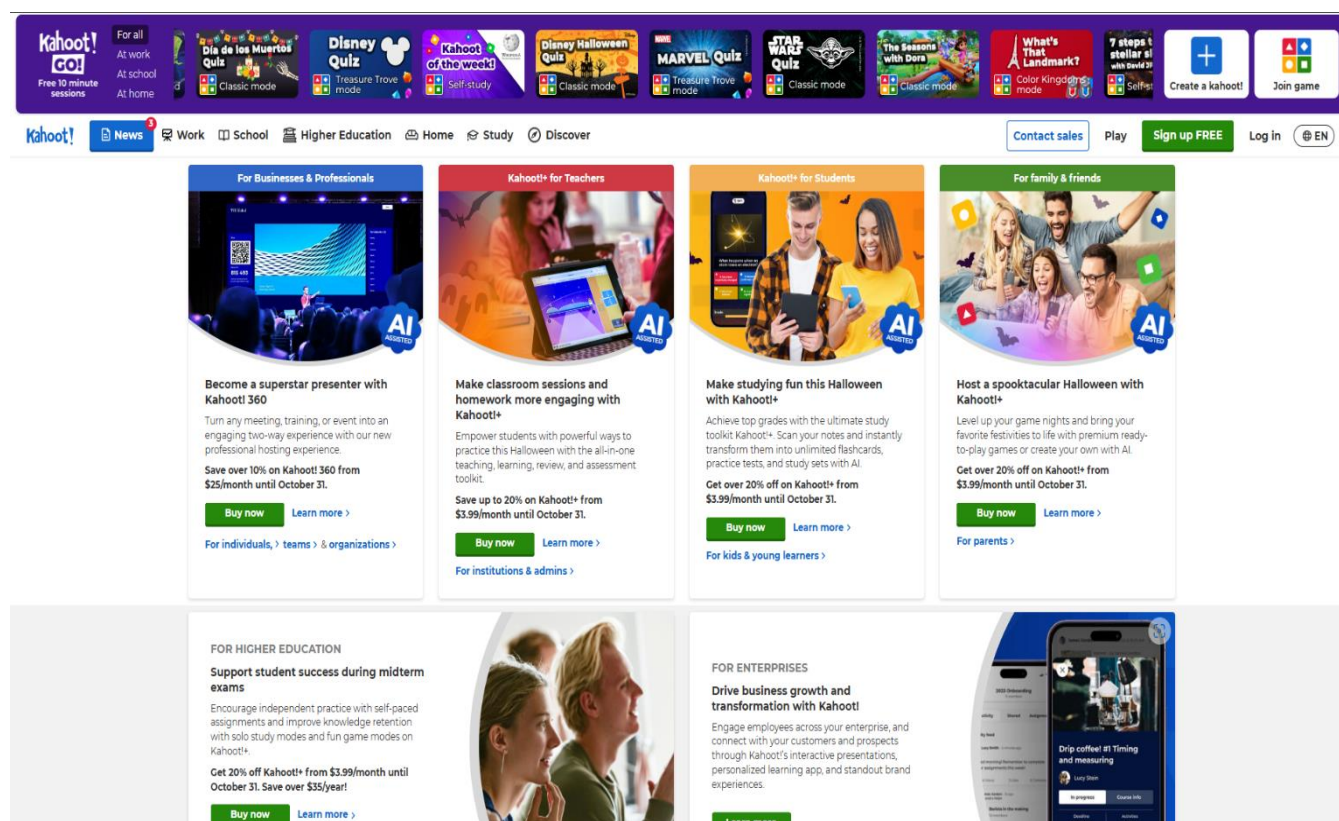 Kahoot!
GO!
Free 10 minute
sessions
For all
At work
At school
At home
Día de los Muertos
Quiz
Classic mode
Disney
Quiz
Treasure Trove
mode
Kahoot
of the week!
Self-study
Disney Halloween
Quiz
Classic mode
MARVEL
MARVEL Quiz
Treasure Trove
mode
STAR
WARS
Quiz
Classic mode
The Seasons
with Dora
Classic mode
What's
That
Landmark?
Color Kingdoms
mode
7 steps t
stellar sl
with David JP
Self-st
Create a kahoot!
Join game
Kahoot!
News
3
Work
School
Higher Education
Home
Study
Discover
Contact sales
Play
Sign up FREE
Log in
EN
For Businesses & Professionals
AI
ASSISTED
Become a superstar presenter with
Kahoot! 360
Turn any meeting, training, or event into an
engaging two-way experience with our new
professional hosting experience.
Save over 10% on Kahoot! 360 from
$25/month until October 31.
Buy now
Learn more >
For individuals, > teams > & organizations >
Kahoot!+ for Teachers
AI
ASSISTED
Make classroom sessions and
homework more engaging with
Kahoot!+
Empower students with powerful ways to
practice this Halloween with the all-in-one
teaching, learning, review, and assessment
toolkit.
Save up to 20% on Kahoot!+ from
$3.99/month until October 31.
Buy now
Learn more >
For institutions & admins >
Kahoot!+ for Students
AI
ASSISTED
Make studying fun this Halloween
with Kahoot!+
Achieve top grades with the ultimate study
toolkit Kahoot!+. Scan your notes and instantly
transform them into unlimited flashcards,
practice tests, and study sets with AI.
Get over 20% off on Kahoot!+ from
$3.99/month until October 31.
Buy now
Learn more >
For kids & young learners >
For family & friends
AI
ASSISTED
Host a spooktacular Halloween with
Kahoot!+
Level up your game nights and bring your
favorite festivities to life with premium ready-
to-play games or create your own with AI.
Get over 20% off on Kahoot!+ from
$3.99/month until October 31.
Buy now
Learn more >
For parents >
FOR HIGHER EDUCATION
Support student success during midterm
exams
Encourage independent practice with self-paced
assignments and improve knowledge retention
with solo study modes and fun game modes on
Kahoot!+.
Get 20% off Kahoot!+ from $3.99/month until
October 31. Save over $35/year!
Buy now
Learn more >
FOR ENTERPRISES
Drive business growth and
transformation with Kahoot!
Engage employees across your enterprise, and
connect with your customers and prospects
through Kahoot!'s interactive presentations,
personalized learning app, and standout brand
experiences.
Learn more
Drip coffee! #1 Timing
and measuring
Lucy Stein
In progress
Course info
Deadline
Activities